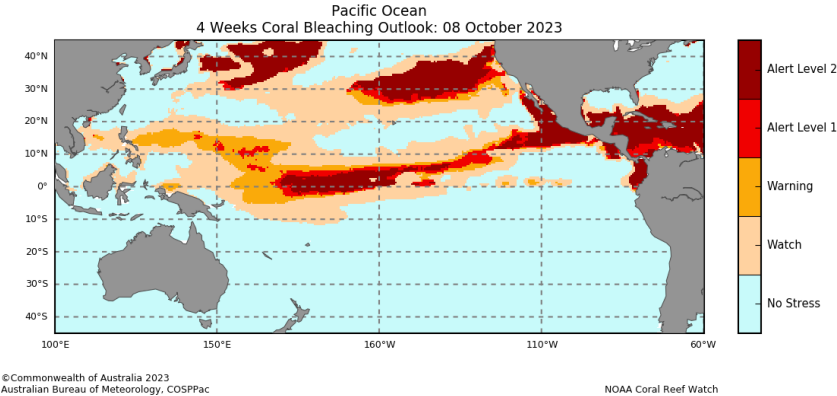 Pacific Ocean
4 Weeks Coral Bleaching Outlook: 08 October 2023
40°N
30°N
20°N
10°N
0°
10°S
20°S
30°S
40°S
100°E
150°E
160°W
110°W
60°W
Alert Level 2
Alert Level 1
Warning
Watch
No Stress
©Commonwealth of Australia 2023
Australian Bureau of Meteorology, COSPPac
NOAA Coral Reef Watch